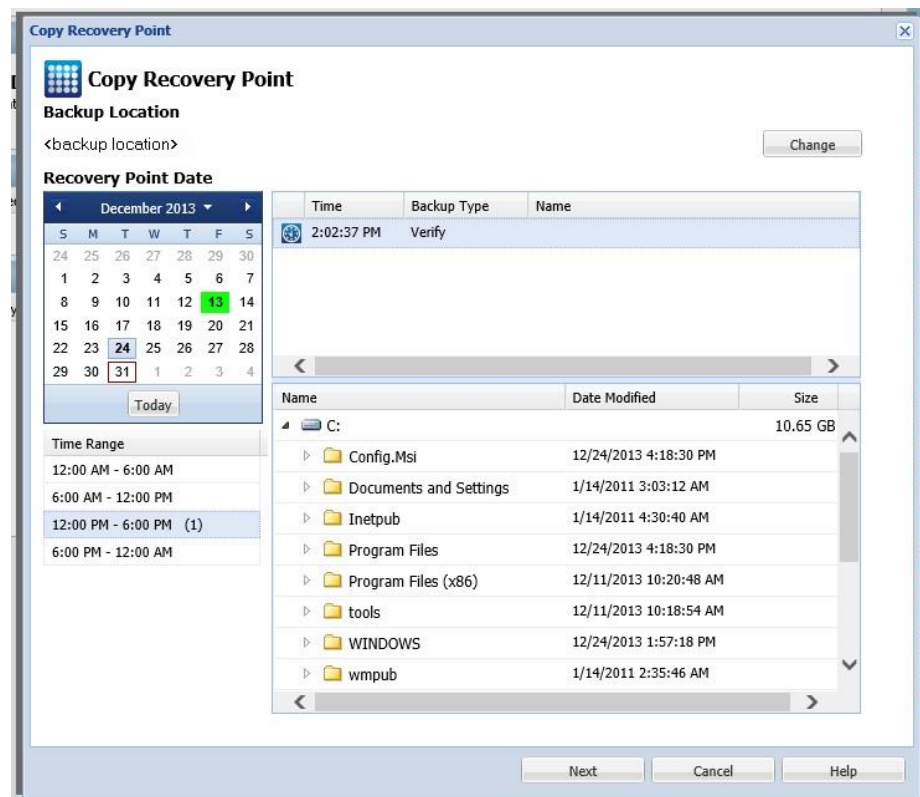 Copy Recovery Point
Copy Recovery Point
Backup Location
<backup location>
Change
Recovery Point Date
December 2013
S M T W T F S
24 25 26 27 28 29 30
1 2 3 4 5 6 7
8 9 10 11 12 13 14
15 16 17 18 19 20 21
22 23 24 25 26 27 28
29 30 31 1 2 3 4
Today
Time Range
12:00 AM - 6:00 AM
6:00 AM - 12:00 PM
12:00 PM - 6:00 PM (1)
6:00 PM - 12:00 AM
Time Backup Type Name
2:02:37 PM Verify
Name Date Modified Size
C: 10.65 GB
Config.Msi 12/24/2013 4:18:30 PM
Documents and Settings 1/14/2011 3:03:12 AM
Inetpub 1/14/2011 4:30:40 AM
Program Files 12/24/2013 4:18:30 PM
Program Files (x86) 12/11/2013 10:20:48 AM
tools 12/11/2013 10:18:54 AM
WINDOWS 12/24/2013 1:57:18 PM
wmpub 1/14/2011 2:35:46 AM
Next Cancel Help